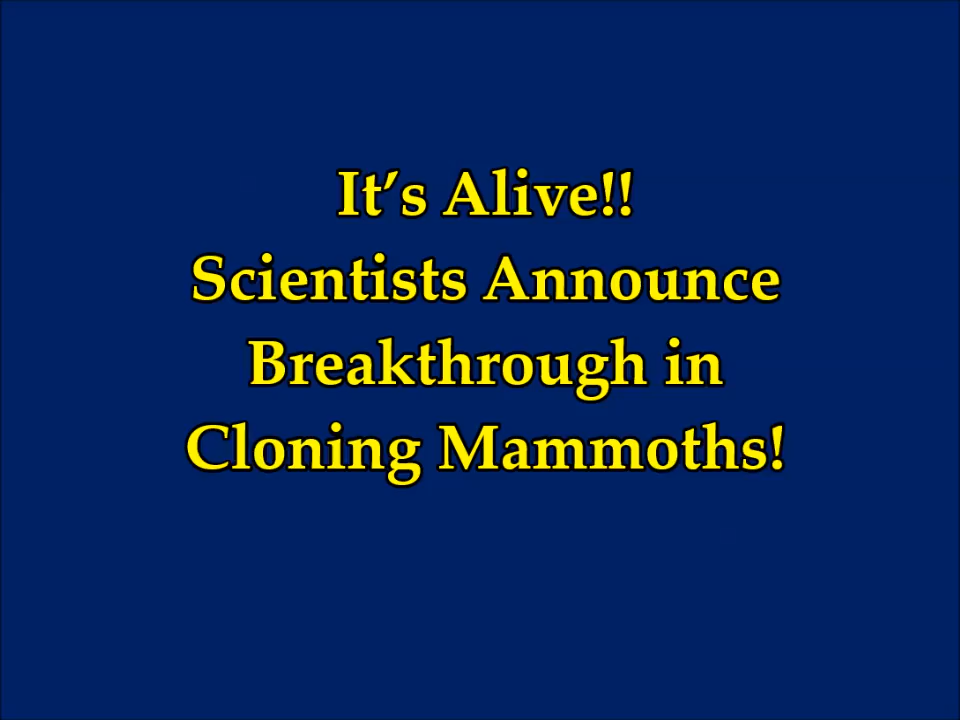 It’s Alive!!
Scientists Announce
Breakthrough in
Cloning Mammoths!